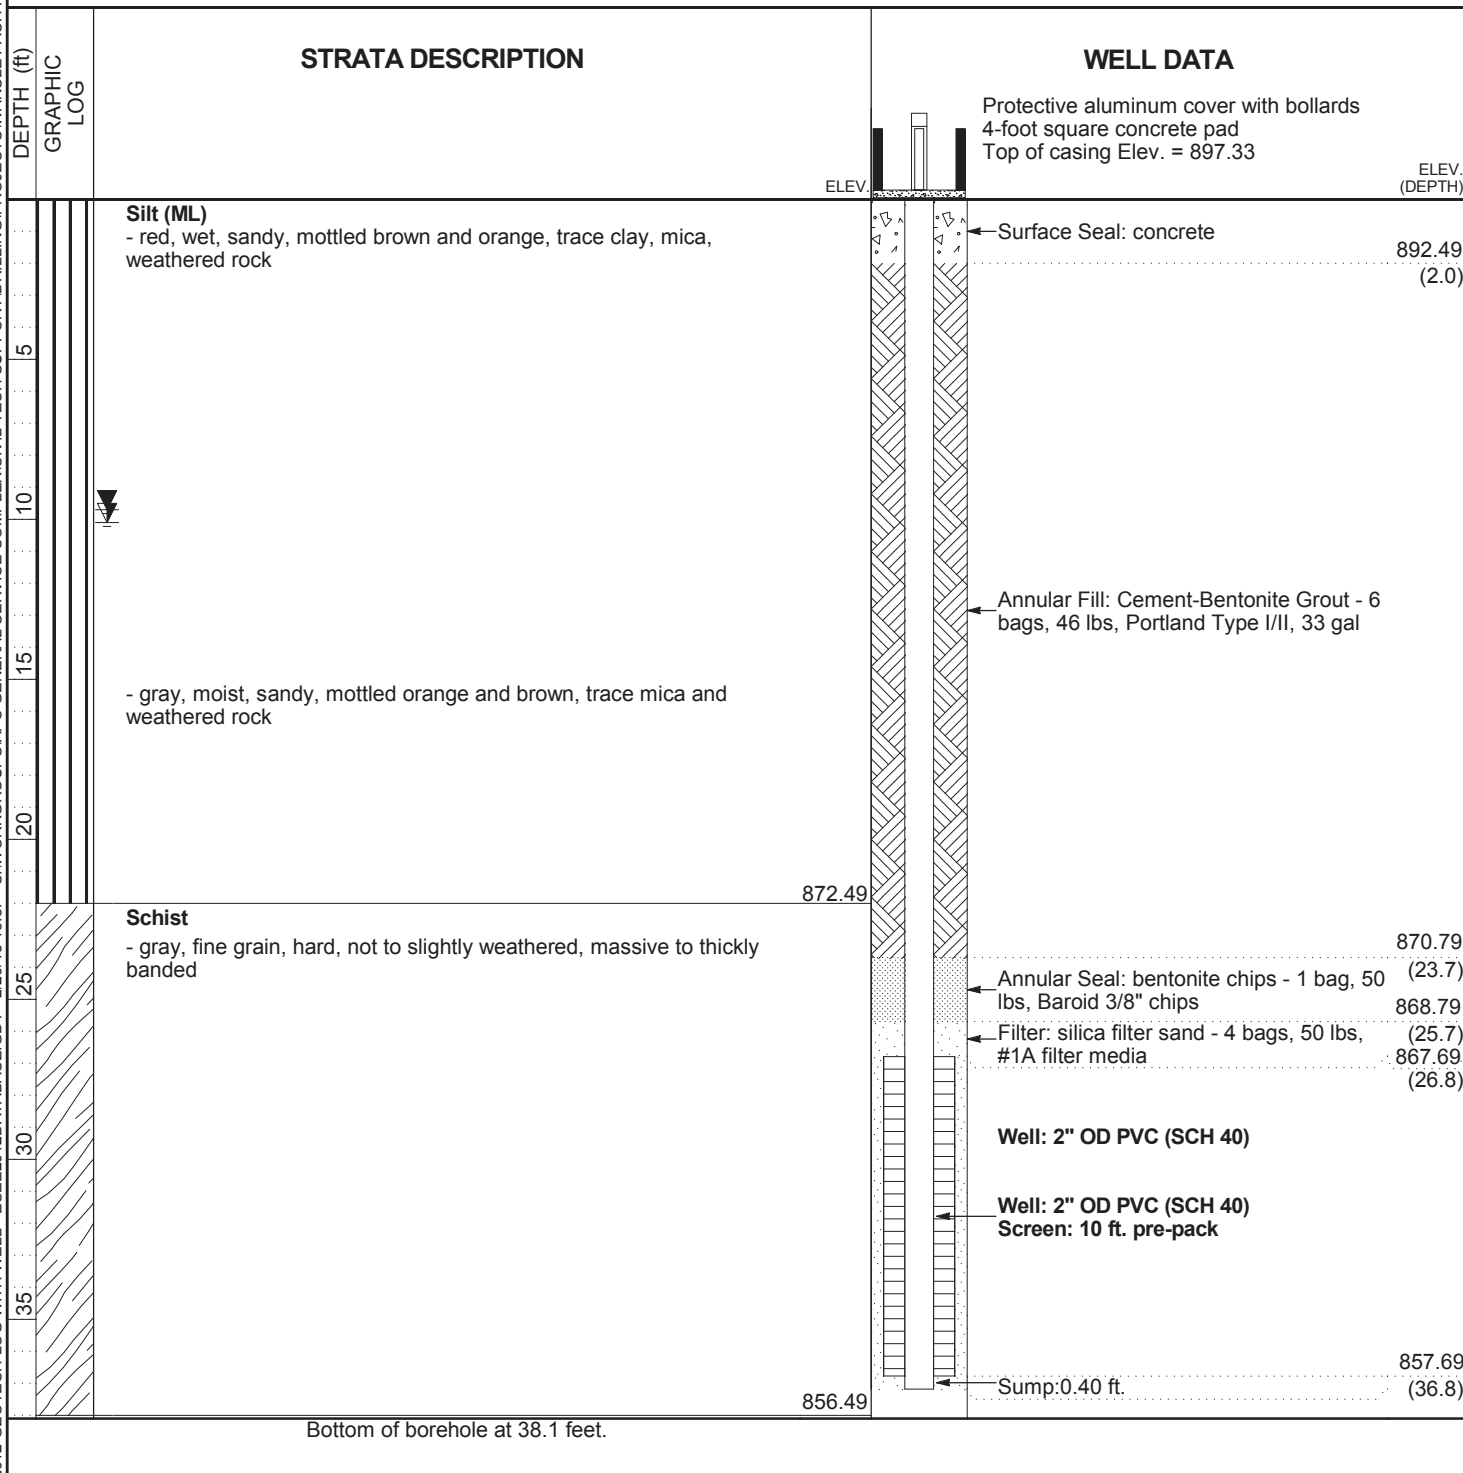 DEPTH (ft)
GRAPHIC
LOG
STRATA DESCRIPTION
ELEV.
WELL DATA
Protective aluminum cover with bollards
4-foot square concrete pad
Top of casing Elev. = 897.33
ELEV.
(DEPTH)
Silt (ML)
- red, wet, sandy, mottled brown and orange, trace clay, mica,
weathered rock
Surface Seal: concrete
892.49
(2.0)
5
10
Annular Fill: Cement-Bentonite Grout - 6
bags, 46 lbs, Portland Type I/II, 33 gal
15
- gray, moist, sandy, mottled orange and brown, trace mica and
weathered rock
20
872.49
Schist
- gray, fine grain, hard, not to slightly weathered, massive to thickly
banded
870.79
(23.7)
25
Annular Seal: bentonite chips - 1 bag, 50
lbs, Baroid 3/8" chips
868.79
(25.7)
Filter: silica filter sand - 4 bags, 50 lbs,
#1A filter media
867.69
(26.8)
30
Well: 2" OD PVC (SCH 40)
Well: 2" OD PVC (SCH 40)
Screen: 10 ft. pre-pack
35
857.69
(36.8)
Sump:0.40 ft.
856.49
Bottom of borehole at 38.1 feet.